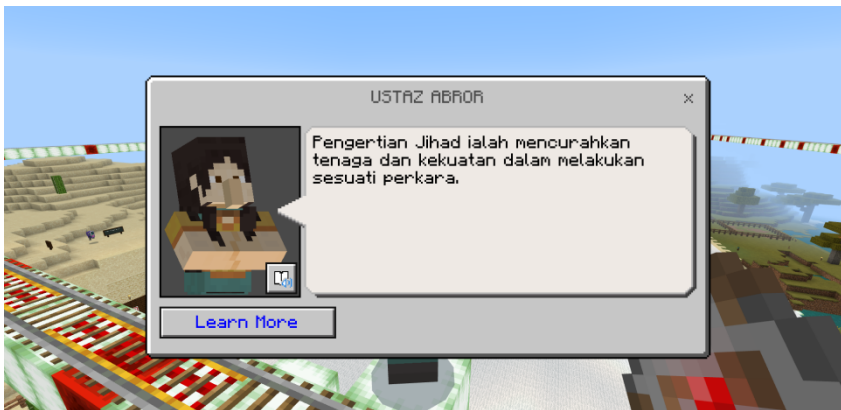 USTAZ ABROR
Pengertian Jihad ialah mencurahkan
tenaga dan kekuatan dalam melakukan
sesuati perkara.
Learn More